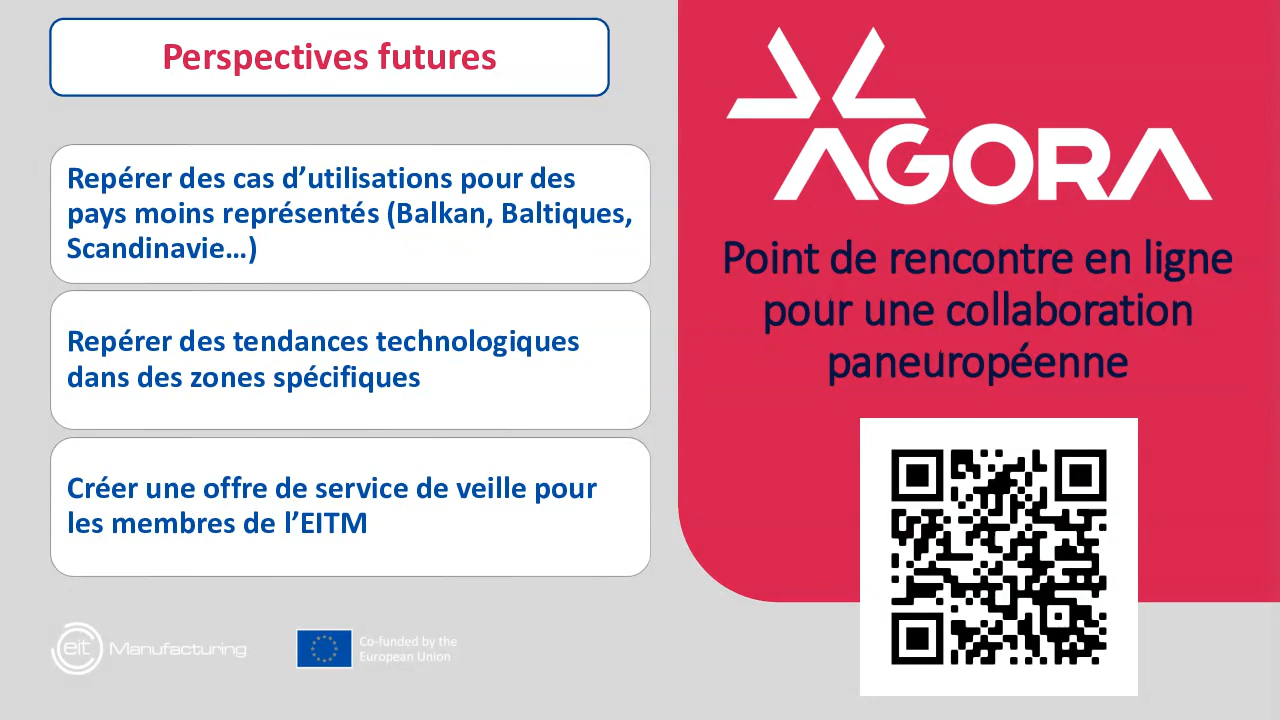 Perspectives futures
Repérer des cas d’utilisations pour des
pays moins représentés (Balkan, Baltiques,
Scandinavie…)
Repérer des tendances technologiques
dans des zones spécifiques
Créer une offre de service de veille pour
les membres de l’EITM
eit Manufacturing
Co-funded by the
European Union
AGORA
Point de rencontre en ligne
pour une collaboration
paneuropéenne